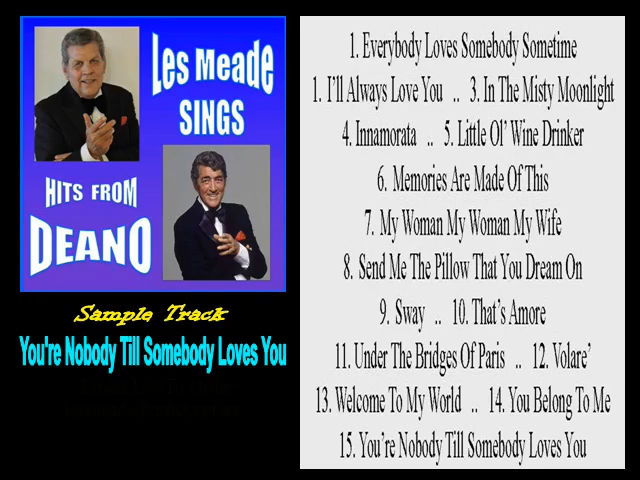 Les Meade
SINGS
HITS FROM
DEANO
Sample Track
You're Nobody Till Somebody Loves You
1. Everybody Loves Somebody Sometime
1. I'll Always Love You .. 3. In The Misty Moonlight
4. Innamorata .. 5. Little Ol' Wine Drinker
6. Memories Are Made Of This
7. My Woman My Woman My Wife
8. Send Me The Pillow That You Dream On
9. Sway .. 10. That's Amore
11. Under The Bridges Of Paris .. 12. Volare'
13. Welcome To My World .. 14. You Belong To Me
15. You're Nobody Till Somebody Loves You